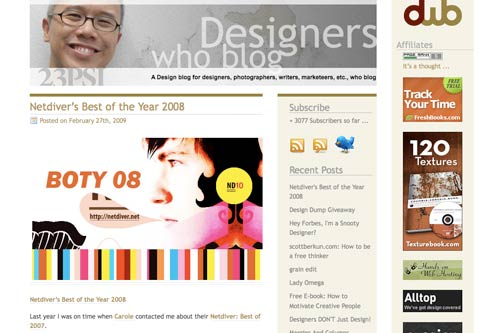 Designers
who blog
23PSI
A Design blog for designers, photographers, writers, marketeers, etc., who blog
Netdiver's Best of the Year 2008
Posted on February 27th, 2009
BOTY 08
ND10
http://netdiver.net
Netdiver's Best of the Year 2008
Last year I was on time when Carole contacted me about their Netdiver: Best of
2007.
Subscribe
+ 3077 Subscribers so far ...
Recent Posts
Netdiver's Best of the Year
2008
Design Dump Giveaway
Hey Forbes, I'm a Snooty
Designer?
scottberkun.com: How to be
a free thinker
grain edit
Lady Omega
Free E-book: How to
Motivate Creative People
Designers DON'T Just Design!
dwb
Affiliates
It's a thought ...
FREE
TRIAL
Track
Your Time
FreshBooks.com
120
Textures
Texturebook.com
Hands on
Web Hosting
Alltop
We've got design covered